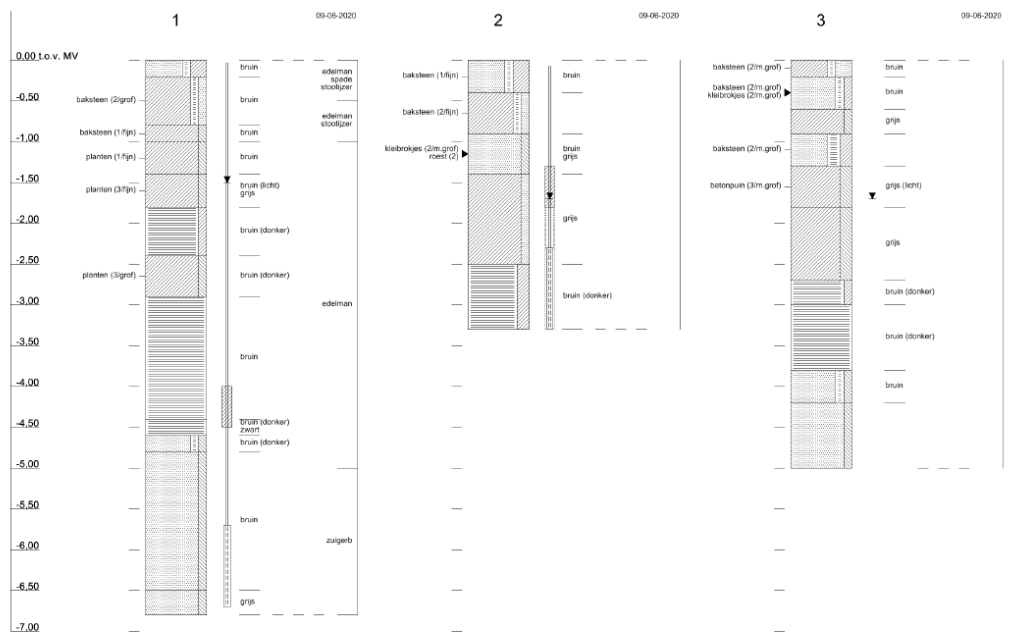 1
09-06-2020
2
09-06-2020
3
09-06-2020
0.00 t.o.v. MV
-0,50
-1,00
-1,50
-2,00
-2,50
-3,00
-3,50
-4,00
-4,50
-5,00
-5,50
-6,00
-6,50
-7,00
baksteen (2/grof)
baksteen (1/fijn)
planten (1/fijn)
planten (3/fijn)
planten (3/grof)
bruin
bruin
bruin
bruin
bruin (licht)
grijs
bruin (donker)
bruin (donker)
bruin
bruin (donker)
zwart
bruin (donker)
bruin
grijs
edelman
spade
stootijzer
edelman
stootijzer
edelman
zuigerb
baksteen (1/fijn)
baksteen (2/fijn)
kleibrokjes (2/m.grof)
roest (2)
bruin
bruin
bruin
grijs
grijs
bruin (donker)
baksteen (2/m.grof)
baksteen (2/m.grof)
kleibrokjes (2/m.grof)
baksteen (2/m.grof)
betonpuin (3/m.grof)
bruin
bruin
grijs
grijs (licht)
grijs
bruin (donker)
bruin (donker)
bruin